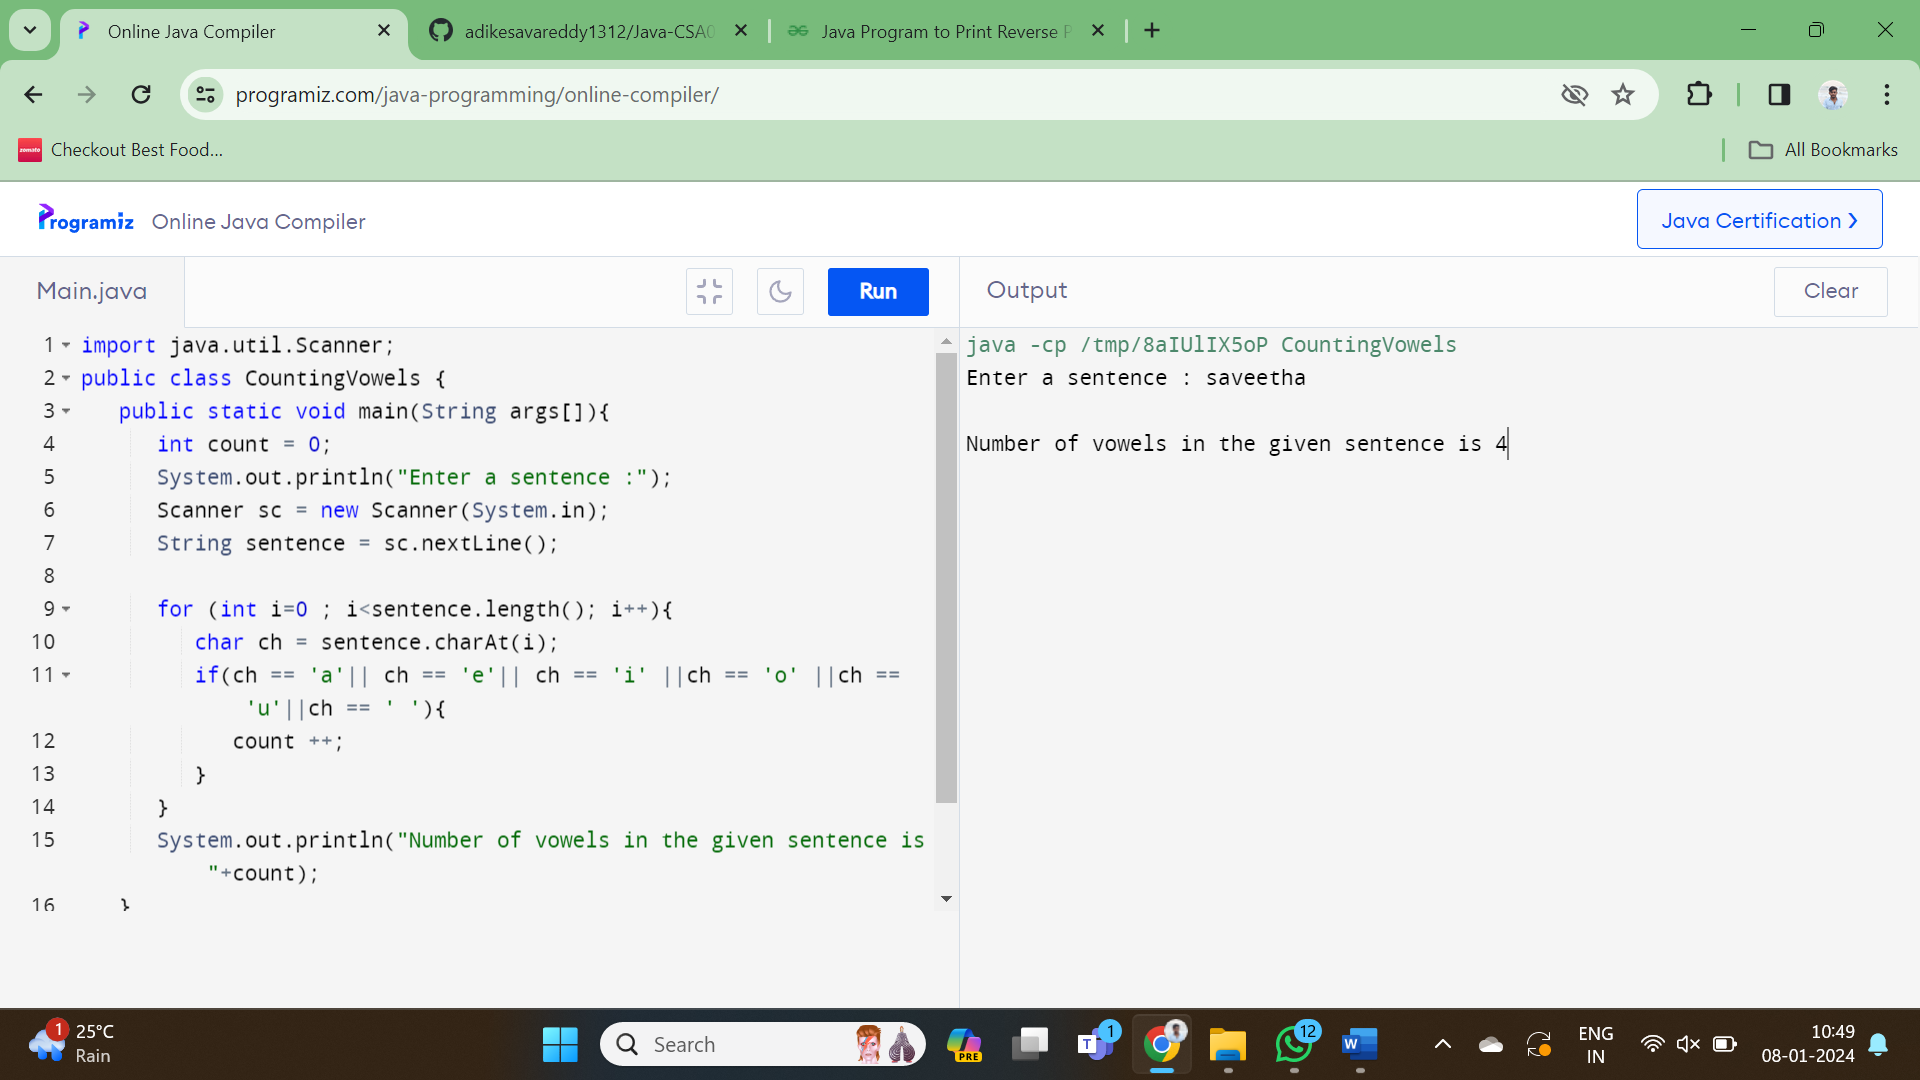 Online Java Compiler
adikesavareddy1312/Java-CSA0
Java Program to Print Reverse P
programiz.com/java-programming/online-compiler/
zomato
Checkout Best Food...
All Bookmarks
Programiz
Online Java Compiler
Java Certification
Main.java
Run
Output
Clear
1 import java.util.Scanner;
2 public class CountingVowels {
3 public static void main(String args[]){
4 int count = 0;
5 System.out.println("Enter a sentence :");
6 Scanner sc = new Scanner(System.in);
7 String sentence = sc.nextLine();
8
9 for (int i=0 ; i<sentence.length(); i++){
10 char ch = sentence.charAt(i);
11 if(ch == 'a'|| ch == 'e'|| ch == 'i' ||ch == 'o' ||ch ==
'u'||ch == ' '){
12 count ++;
13 }
14 }
15 System.out.println("Number of vowels in the given sentence is
"+count);
16 }
java -cp /tmp/8aIUlIX5oP CountingVowels
Enter a sentence : saveetha
Number of vowels in the given sentence is 4
1
25°C
Rain
Search
PRE
T
1
12
W
ENG
IN
10:49
08-01-2024